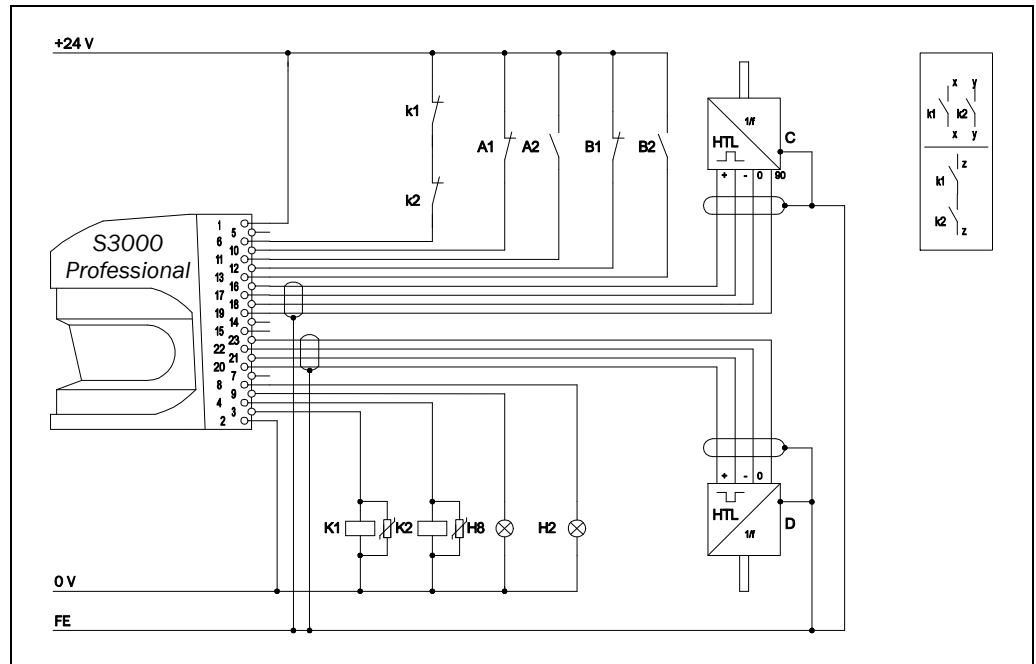 +24 V
k1
k2
A1 A2 B1 B2
1/f
HTL
C
+ - 0 90
x y
k1 k2
x y
z
k1
k2
z
S3000
Professional
1
5
6
10
11
12
13
16
17
18
19
14
15
23
22
21
20
7
8
9
4
3
2
+ - 0
HTL
1/f
D
K1 K2 H8 H2
0 V
FE